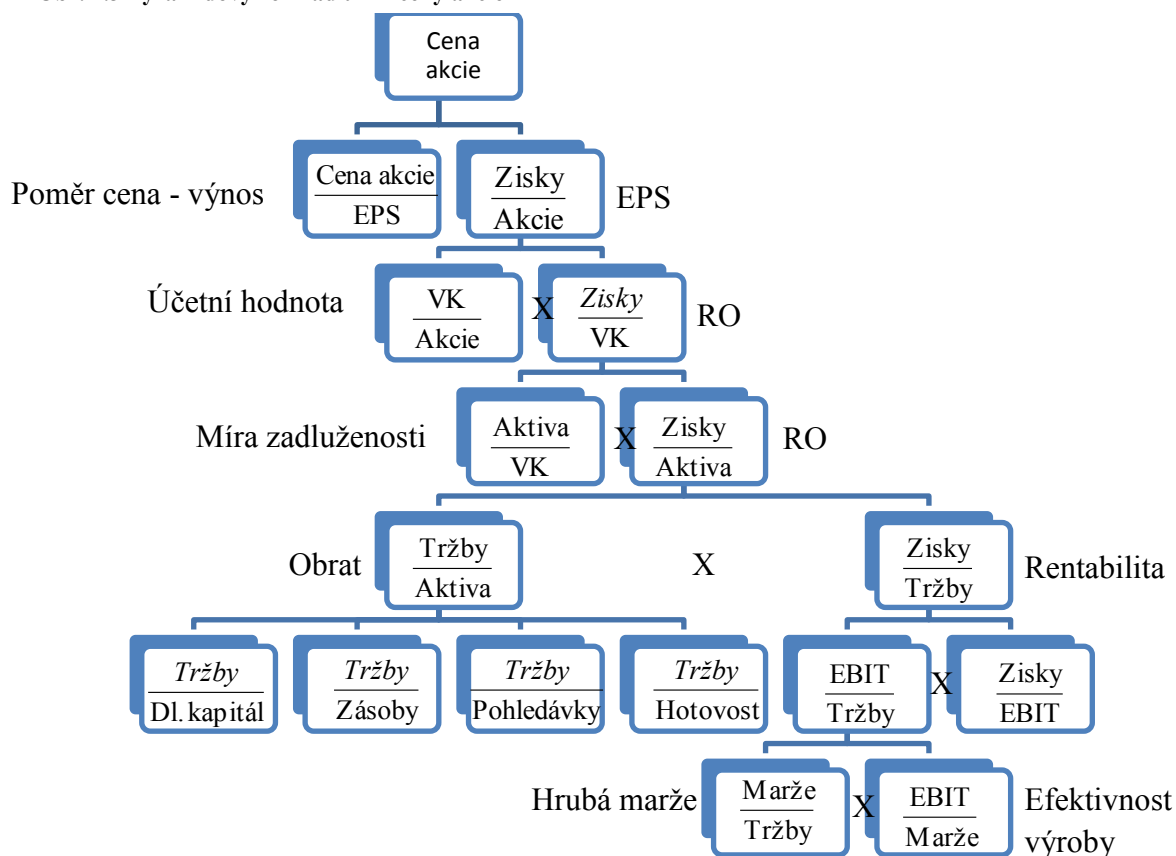 Cena
akcie
Poměr cena - výnos
Cena akcie
EPS
Zisky
Akcie
EPS
Účetní hodnota
VK
Akcie
X
Zisky
VK
RO
Míra zadluženosti
Aktiva
VK
X
Zisky
Aktiva
RO
Obrat
Tržby
Aktiva
X
Zisky
Tržby
Rentabilita
Tržby
Dl. kapitál
Tržby
Zásoby
Tržby
Pohledávky
Tržby
Hotovost
EBIT
Tržby
X
Zisky
EBIT
Hrubá marže
Marže
Tržby
X
EBIT
Marže
Efektivnost
výroby